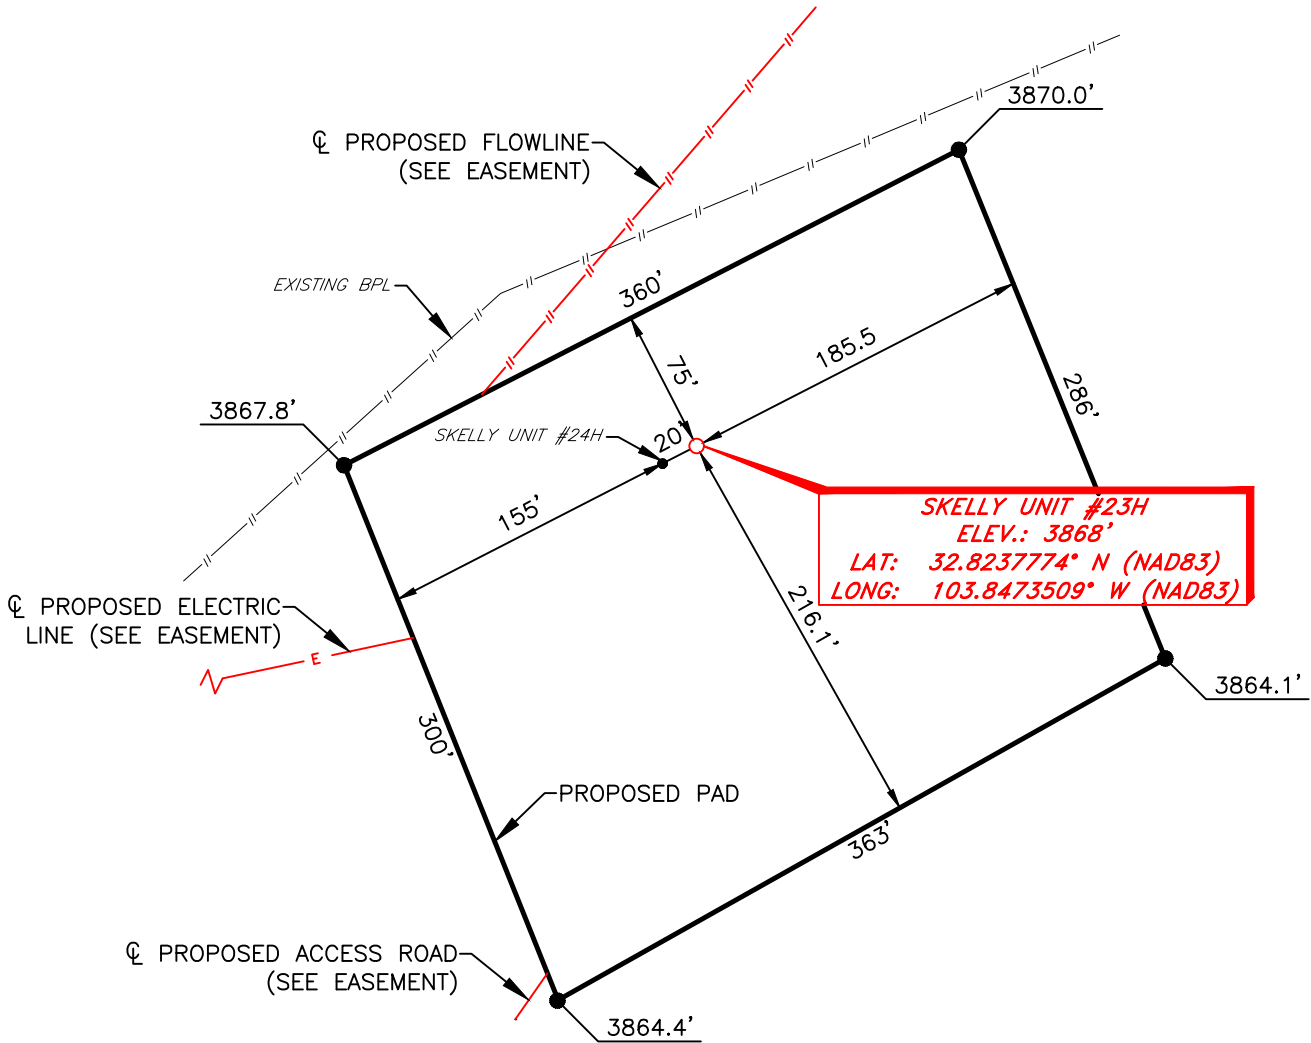 3870.0'
℄ PROPOSED FLOWLINE
(SEE EASEMENT)
EXISTING BPL
360'
75'
185.5
286'
3867.8'
SKELLY UNIT #24H
20'
155'
SKELLY UNIT #23H
ELEV.: 3868'
LAT: 32.8237774° N (NAD83)
LONG: 103.8473509° W (NAD83)
℄ PROPOSED ELECTRIC
LINE (SEE EASEMENT)
E
216.1'
3864.1'
300'
PROPOSED PAD
363'
℄ PROPOSED ACCESS ROAD
(SEE EASEMENT)
3864.4'